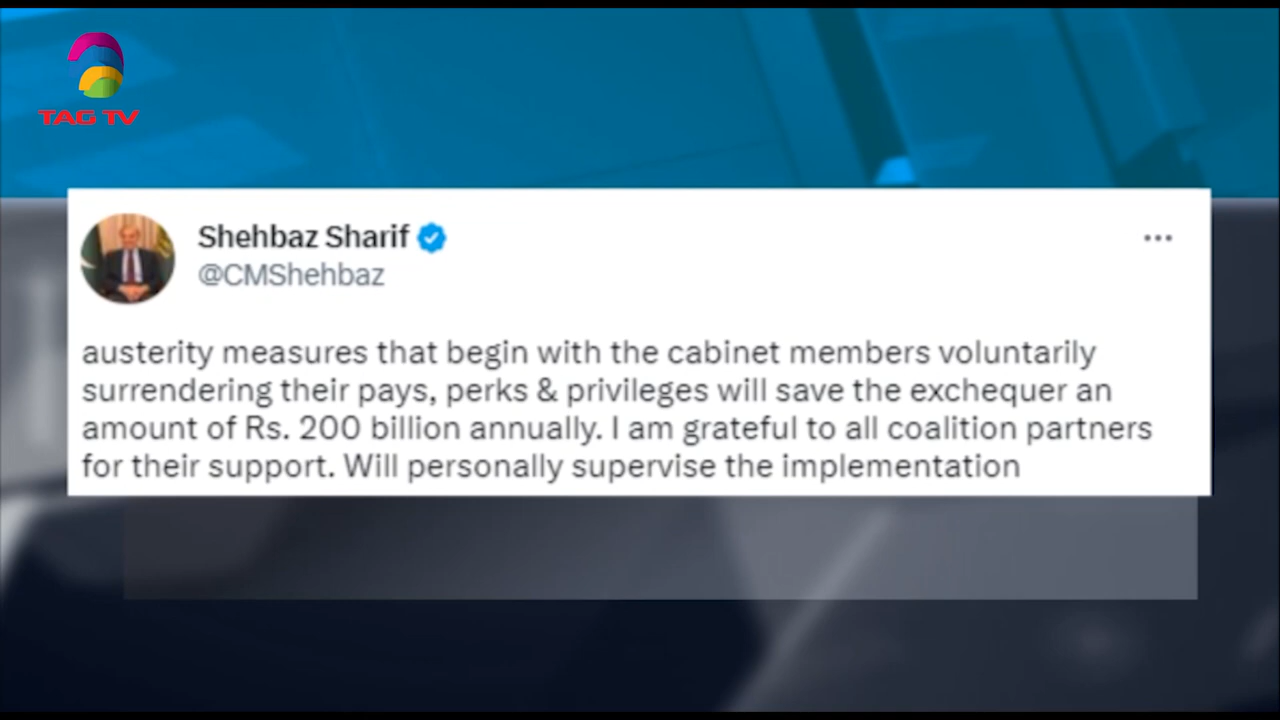 TAG TV
Shehbaz Sharif
@CMShehbaz
austerity measures that begin with the cabinet members voluntarily
surrendering their pays, perks & privileges will save the exchequer an
amount of Rs. 200 billion annually. I am grateful to all coalition partners
for their support. Will personally supervise the implementation